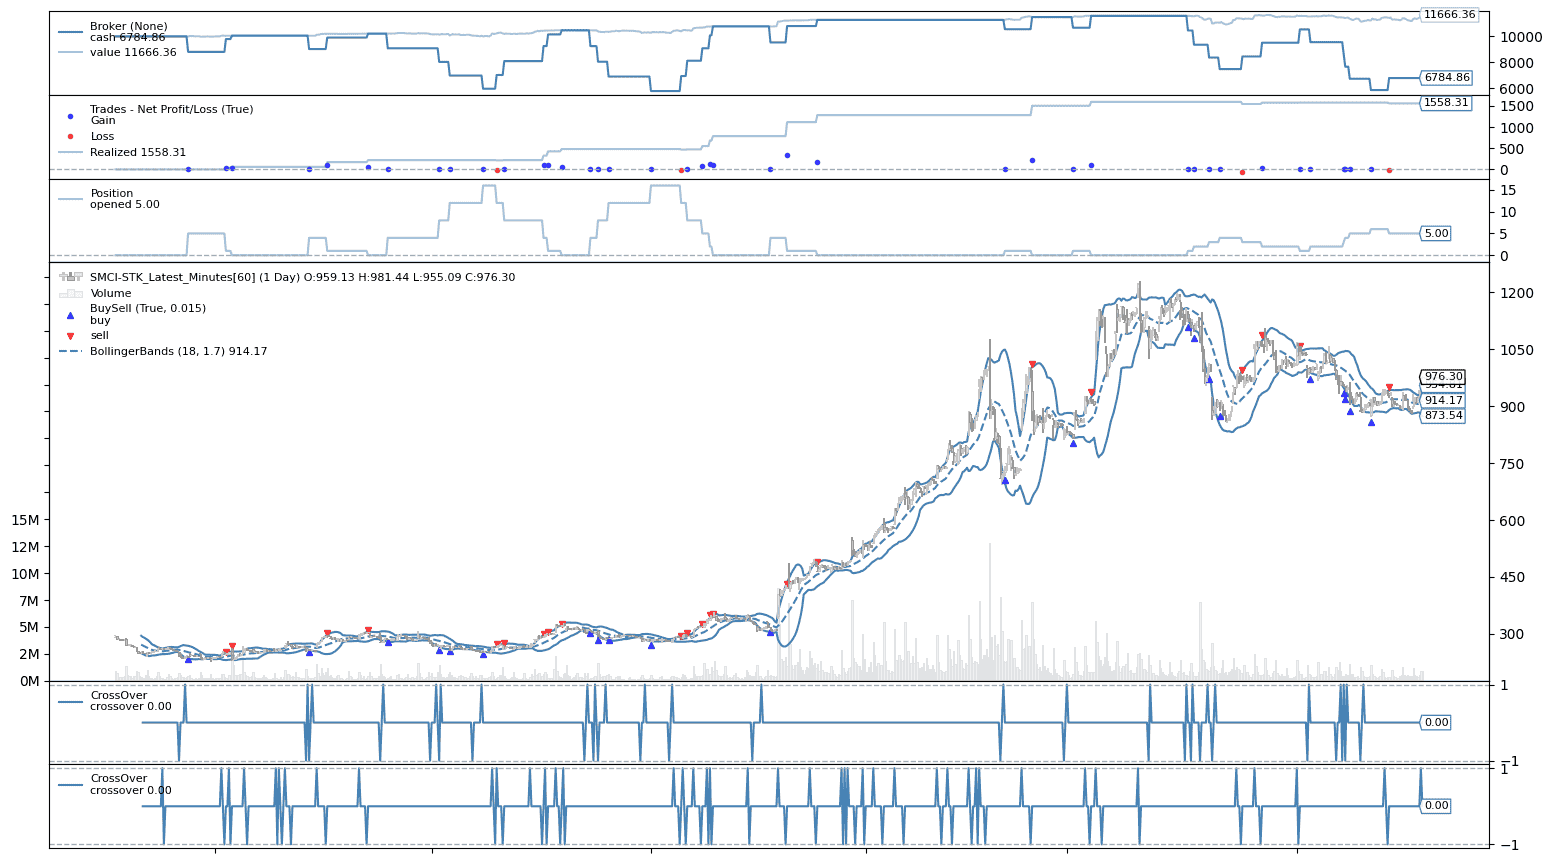 Broker (None)
cash 6784.86
value 11666.36
11666.36
10000
8000
6784.86
6000
Trades - Net Profit/Loss (True)
Gain
Loss
Realized 1558.31
1558.31
1500
1000
500
0
Position
opened 5.00
15
10
5
5.00
0
SMCI-STK_Latest_Minutes[60] (1 Day) O:959.13 H:981.44 L:955.09 C:976.30
Volume
BuySell (True, 0.015)
buy
sell
BollingerBands (18, 1.7) 914.17
1200
1050
976.30
914.17
900
873.54
750
600
450
300
15M
12M
10M
7M
5M
2M
0M
CrossOver
crossover 0.00
1
0.00
−1
CrossOver
crossover 0.00
1
0.00
−1